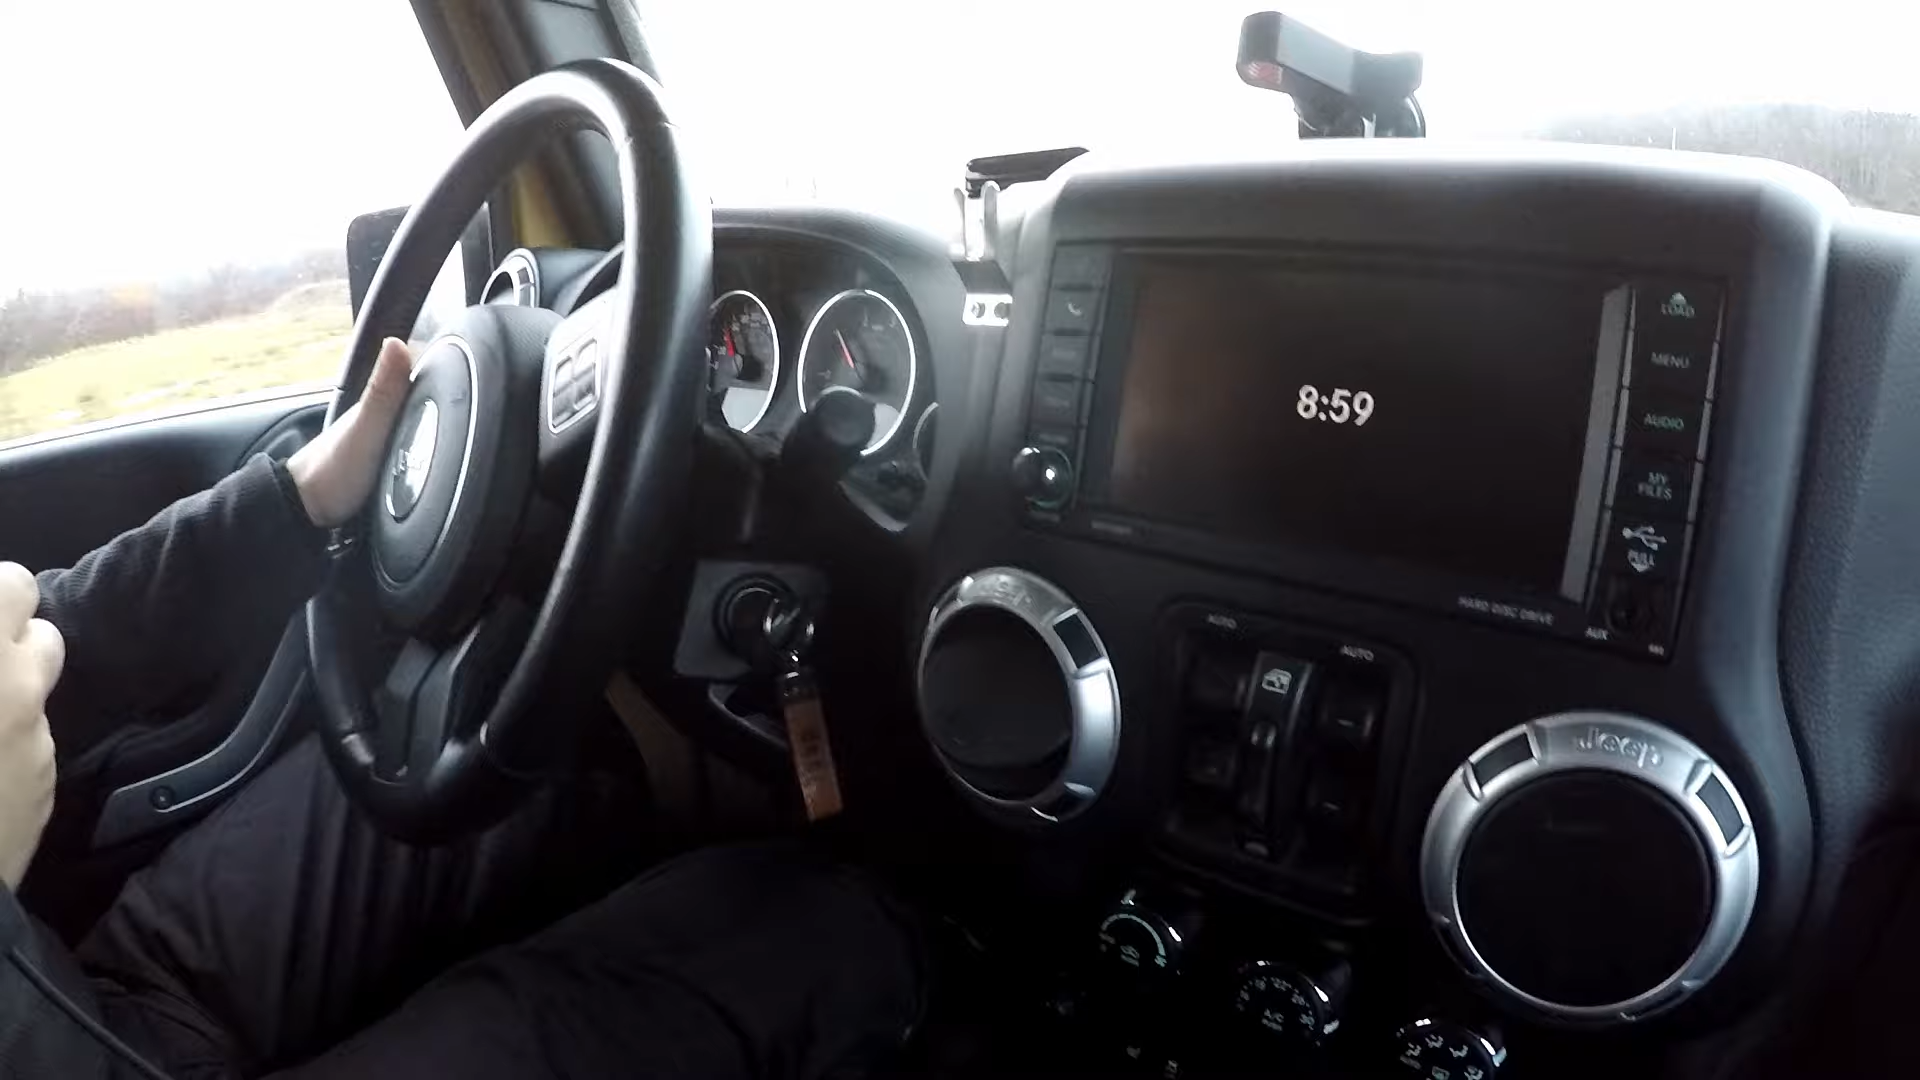 8:59
LOAD
MENU
AUDIO
MY
FILES
PULL
HARD DISC DRIVE
AUX
AUTO
AUTO
Jeep
A/C